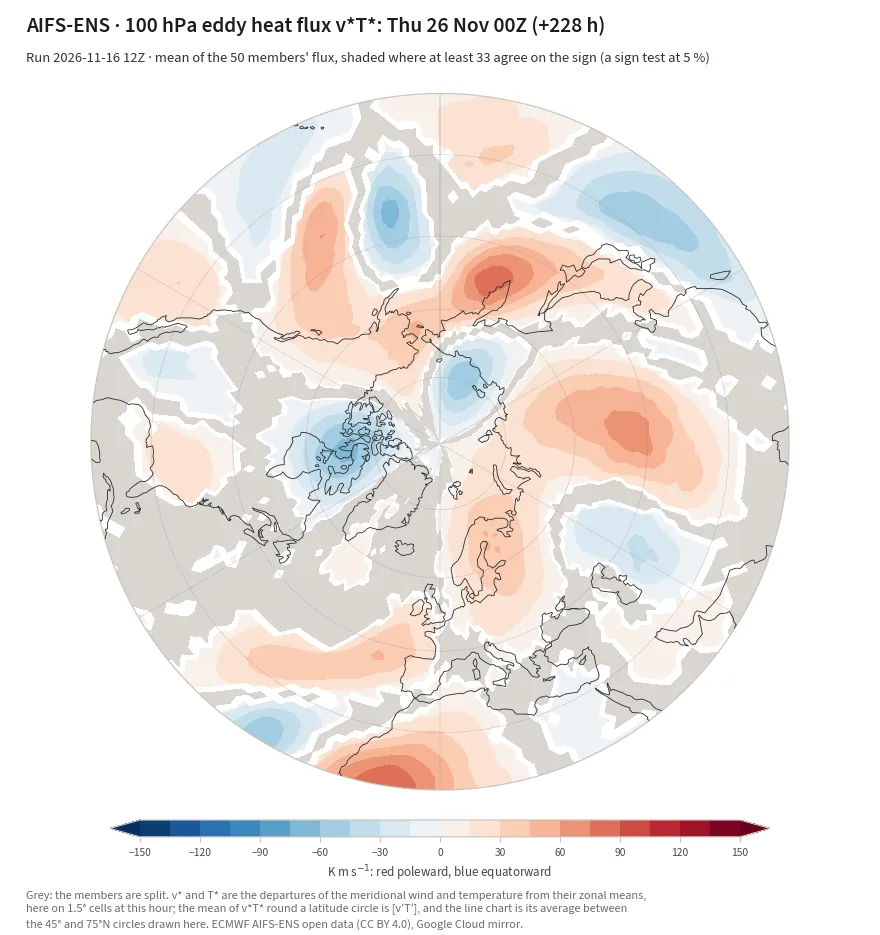 AIFS-ENS · 100 hPa eddy heat flux v*T*: Thu 26 Nov 00Z (+228 h)
Run 2026-11-16 12Z · mean of the 50 members' flux, shaded where at least 33 agree on the sign (a sign test at 5 %)
−150 −120 −90 −60 −30 0 30 60 90 120 150
K m s⁻¹: red poleward, blue equatorward
Grey: the members are split. v* and T* are the departures of the meridional wind and temperature from their zonal means,
here on 1.5° cells at this hour; the mean of v*T* round a latitude circle is [v′T′], and the line chart is its average between
the 45° and 75°N circles drawn here. ECMWF AIFS-ENS open data (CC BY 4.0), Google Cloud mirror.